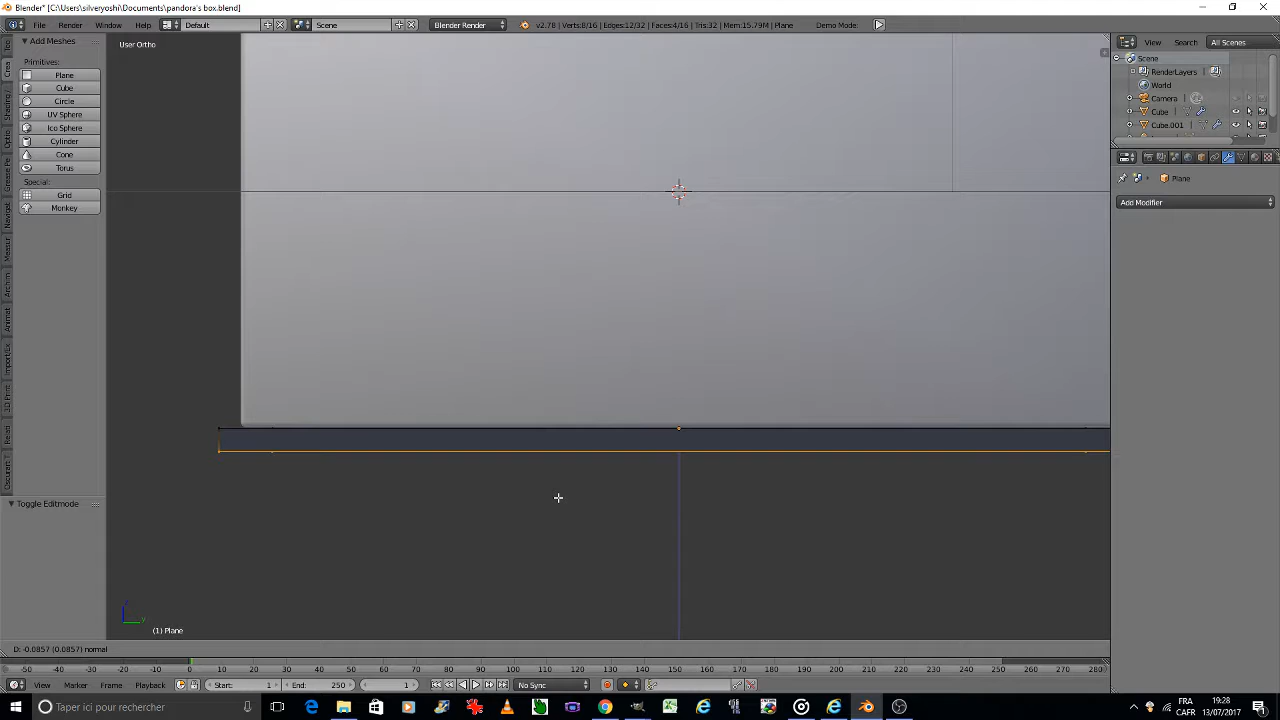 Blender* [C:\Users\silveryoshi\Documents\pandora's box.blend]
File Render Window Help Default Scene Blender Render v2.78 | Verts:8/16 | Edges:12/32 | Faces:4/16 | Tris:32 | Mem:15.79M | Plane Demo Mode:
Add Meshes
Primitives:
Plane
Cube
Circle
UV Sphere
Ico Sphere
Cylinder
Cone
Torus
Special:
Grid
Monkey
Toggle Editmode
User Ortho
(1) Plane
View Search All Scenes
Scene
RenderLayers
World
Camera
Cube
Cube.001
Plane
Add Modifier
D: -0.0857 (0.0857) normal
-50 -40 -30 -20 -10 0 10 20 30 40 50 60 70 80 90 100 110 120 130 140 150 160 170 180 190 200 210 220 230 240 250 260 270 280
View Marker Frame Playback Start: 1 End: 250 1 No Sync
Taper ici pour rechercher
FRA 19:28
CAFR 13/07/2017